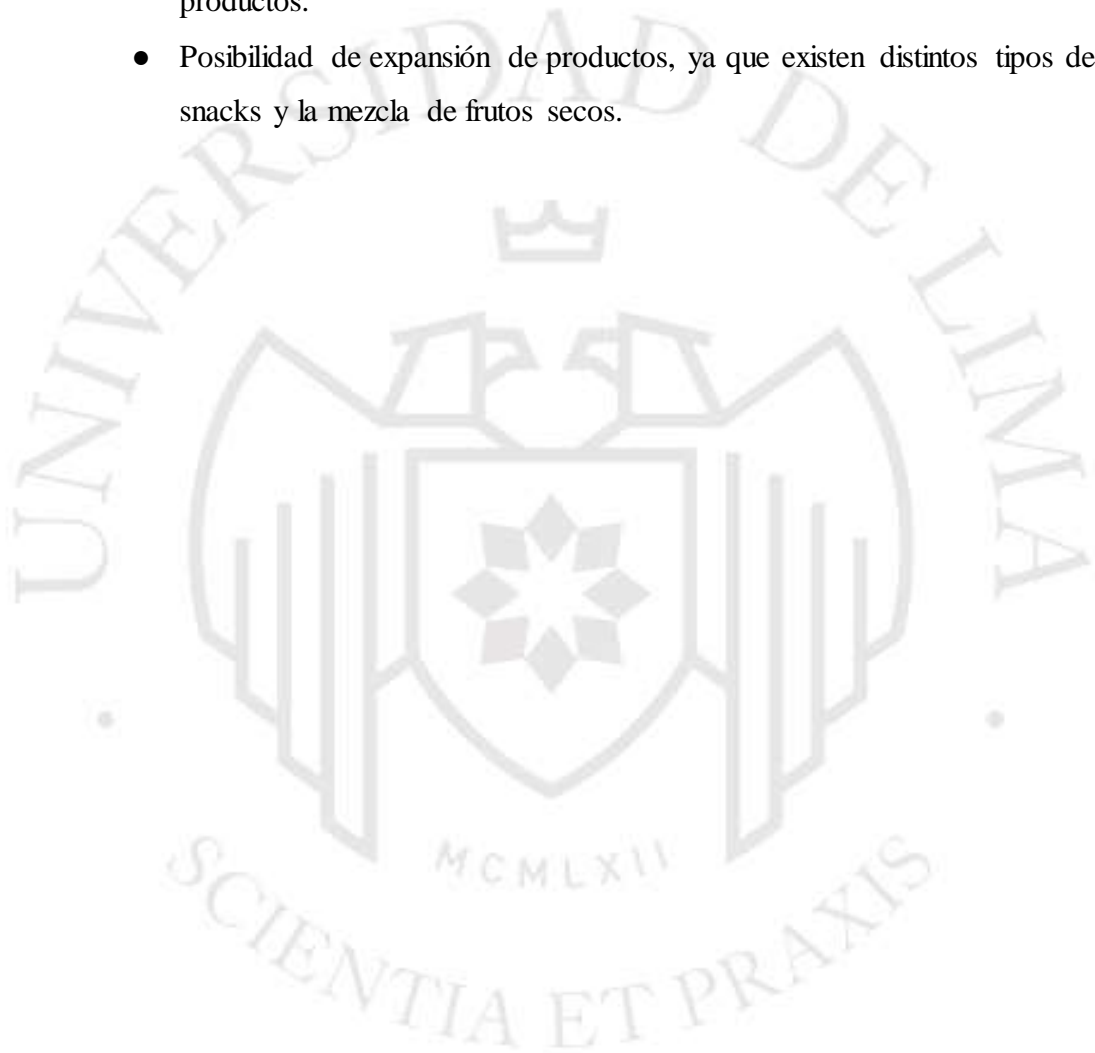 productos.
● Posibilidad de expansión de productos, ya que existen distintos tipos de
snacks y la mezcla de frutos secos.
UNIVERSIDAD DE LIMA
MCMLXII
SCIENTIA ET PRAXIS